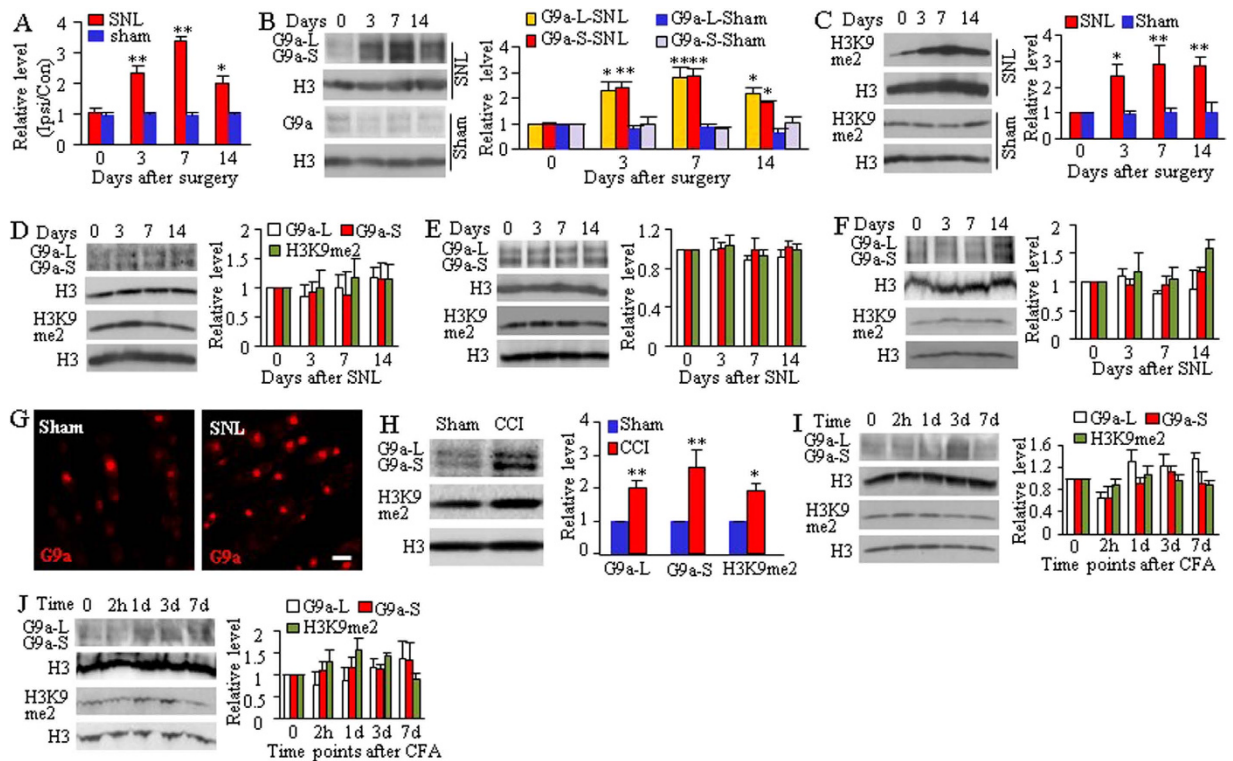 A
SNL
sham
Relative level
(Ipsi/Con)
4
3
2
1
0
** ** *
0 3 7 14
Days after surgery
B
Days 0 3 7 14
G9a-L
G9a-S
H3
SNL
G9a
H3
Sham
G9a-L-SNL G9a-L-Sham
G9a-S-SNL G9a-S-Sham
Relative level
4
3
2
1
0
* ** ** ** * *
0 3 7 14
Days after surgery
C
Days
0 3 7 14
H3K9
me2
H3
SNL
H3K9
me2
H3
Sham
SNL Sham
Relative level
4
3
2
1
0
* ** **
0 3 7 14
Days after surgery
D
Days 0 3 7 14
G9a-L
G9a-S
H3
H3K9
me2
H3
G9a-L G9a-S
H3K9me2
Relative level
2
1.5
1
0.5
0
0 3 7 14
Days after SNL
E
Days 0 3 7 14
G9a-L
G9a-S
H3
H3K9
me2
H3
Relative level
1.2
0.8
0.4
0
0 3 7 14
Days after SNL
F
Days 0 3 7 14
G9a-L
G9a-S
H3
H3K9
me2
H3
Relative level
2
1.5
1
0.5
0
0 3 7 14
Days after SNL
G
Sham
G9a
SNL
G9a
H
Sham CCI
G9a-L
G9a-S
H3K9
me2
H3
Sham
CCI
Relative level
4
3
2
1
0
** ** *
G9a-L G9a-S H3K9me2
I
Time 0 2h 1d 3d 7d
G9a-L
G9a-S
H3
H3K9
me2
H3
G9a-L G9a-S
H3K9me2
Relative level
1.6
1.2
0.8
0.4
0
0 2h 1d 3d 7d
Time points after CFA
J
Time 0 2h 1d 3d 7d
G9a-L
G9a-S
H3
H3K9
me2
H3
G9a-L G9a-S
H3K9me2
Relative level
2
1.5
1
0.5
0
0 2h 1d 3d 7d
Time points after CFA